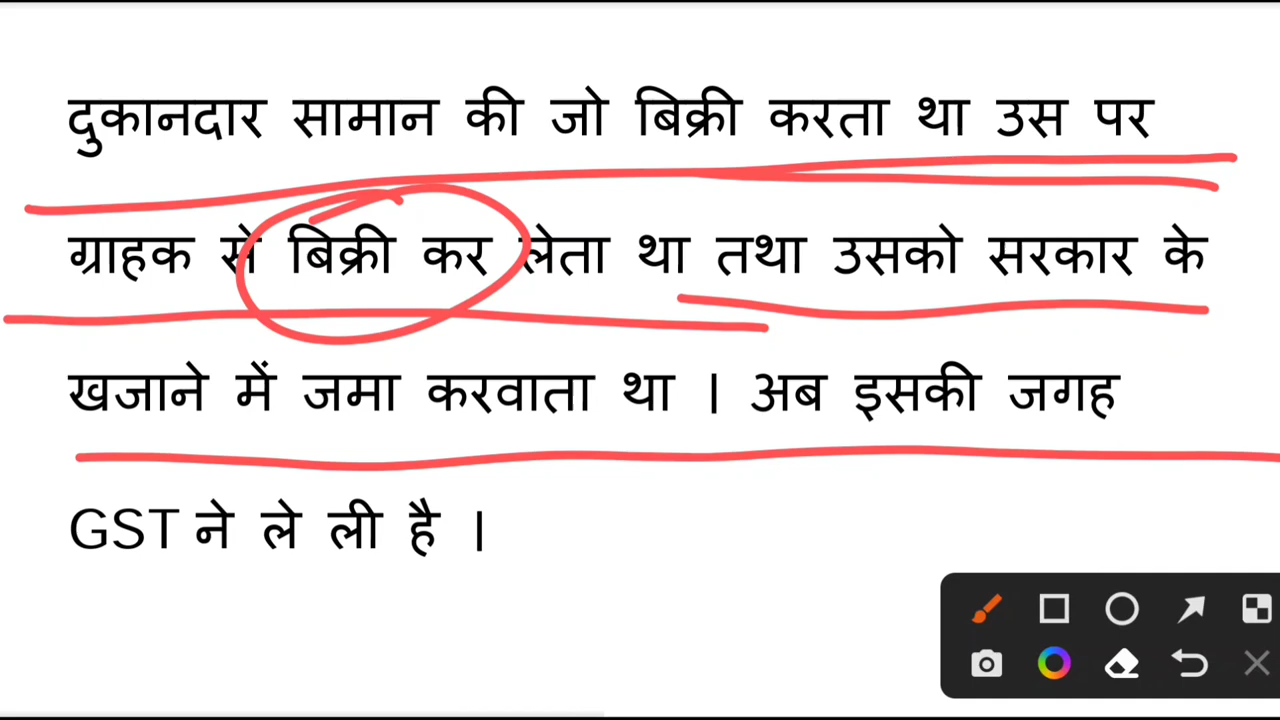 दुकानदार सामान की जो बिक्री करता था उस पर
ग्राहक से बिक्री कर लेता था तथा उसको सरकार के
खजाने में जमा करवाता था । अब इसकी जगह
GST ने ले ली है ।